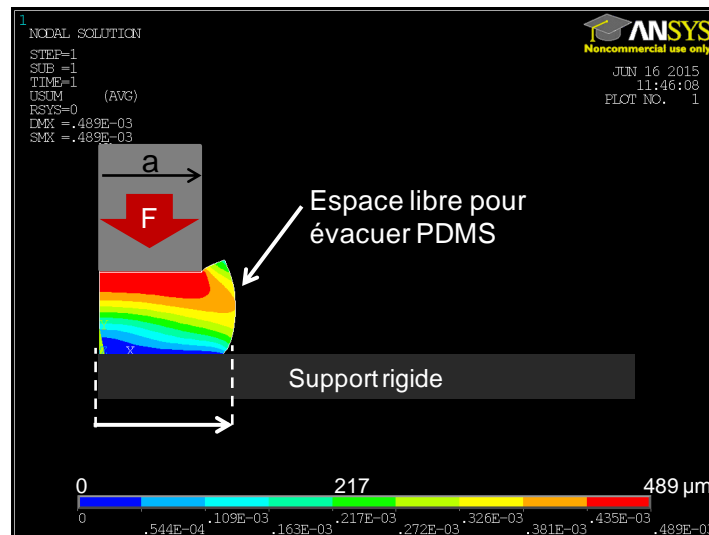 1
NODAL SOLUTION
STEP=1
SUB =1
TIME=1
USUM (AVG)
RSYS=0
DMX =.489E-03
SMX =.489E-03
ANSYS
Noncommercial use only
JUN 16 2015
11:46:08
PLOT NO. 1
a
F
Espace libre pour
évacuer PDMS
X
Support rigide
0 217 489 µm
0 .109E-03 .217E-03 .326E-03 .435E-03
.544E-04 .163E-03 .272E-03 .381E-03 .489E-03